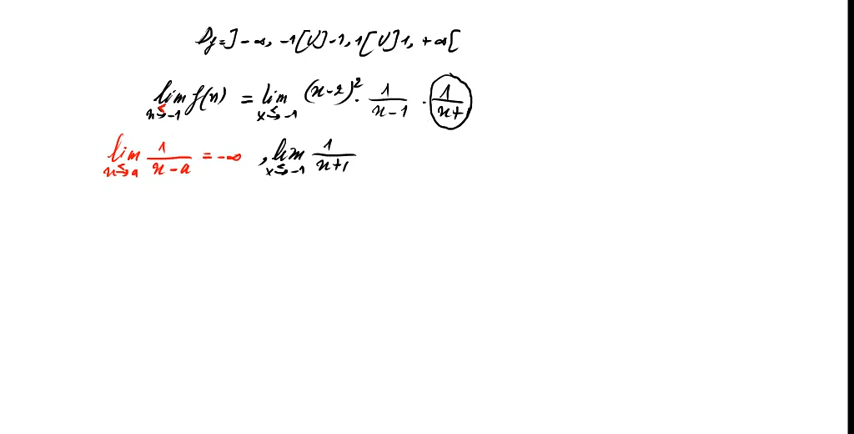 Df=]-∞, -1[U]-1, 1[U]1, +∞[
lim x→-1 f(x) = lim x→-1 (x-2)². 1/(x-1) . 1/(x+
lim x→a 1/(x-a) = -∞ , lim x→-1 1/(x+1